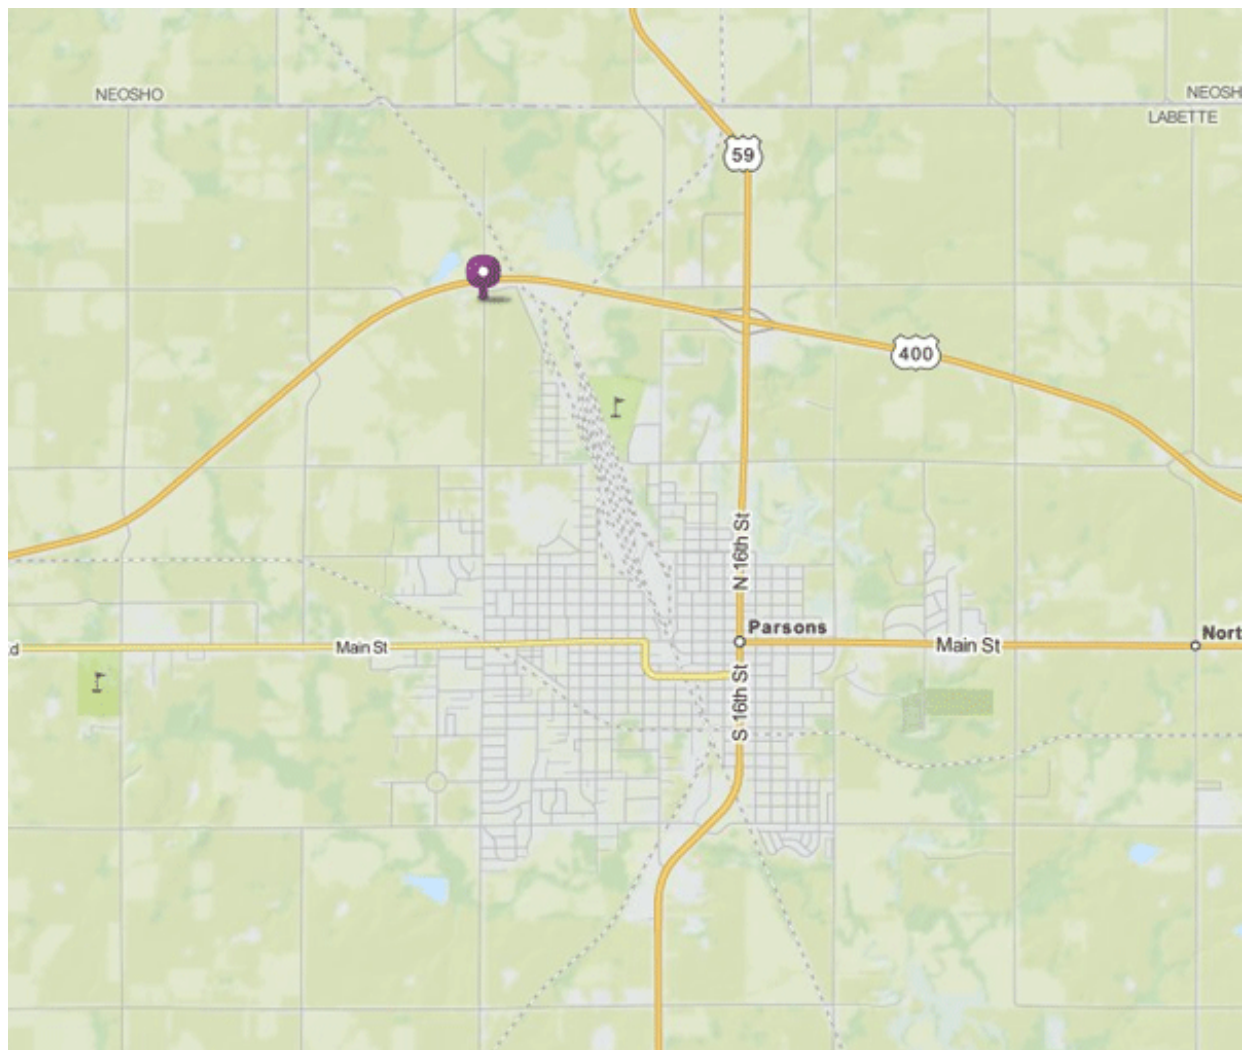 NEOSHO
NEOSH
LABETTE
59
400
N 16th St
Parsons
Nort
d
Main St
Main St
S 16th St